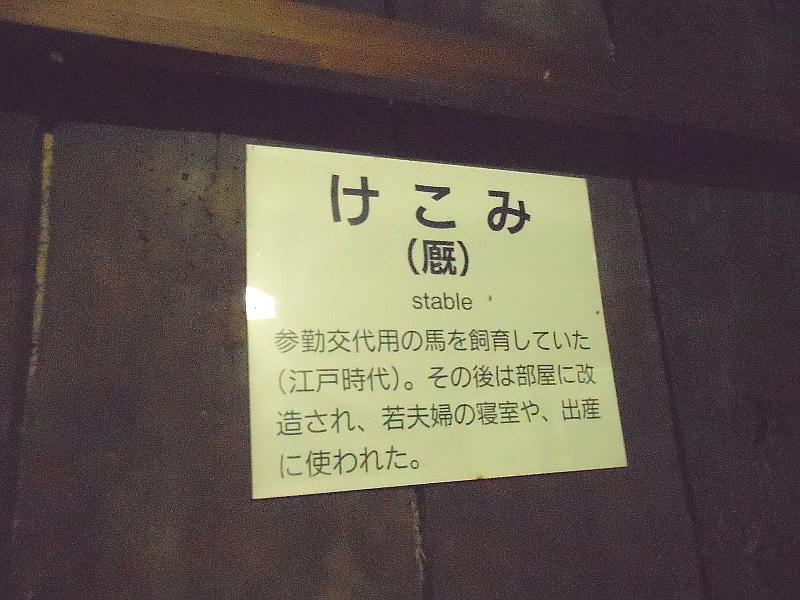 けこみ
（厩）
stable
参勤交代用の馬を飼育していた
（江戸時代）。その後は部屋に改
造され、若夫婦の寝室や、出産
に使われた。